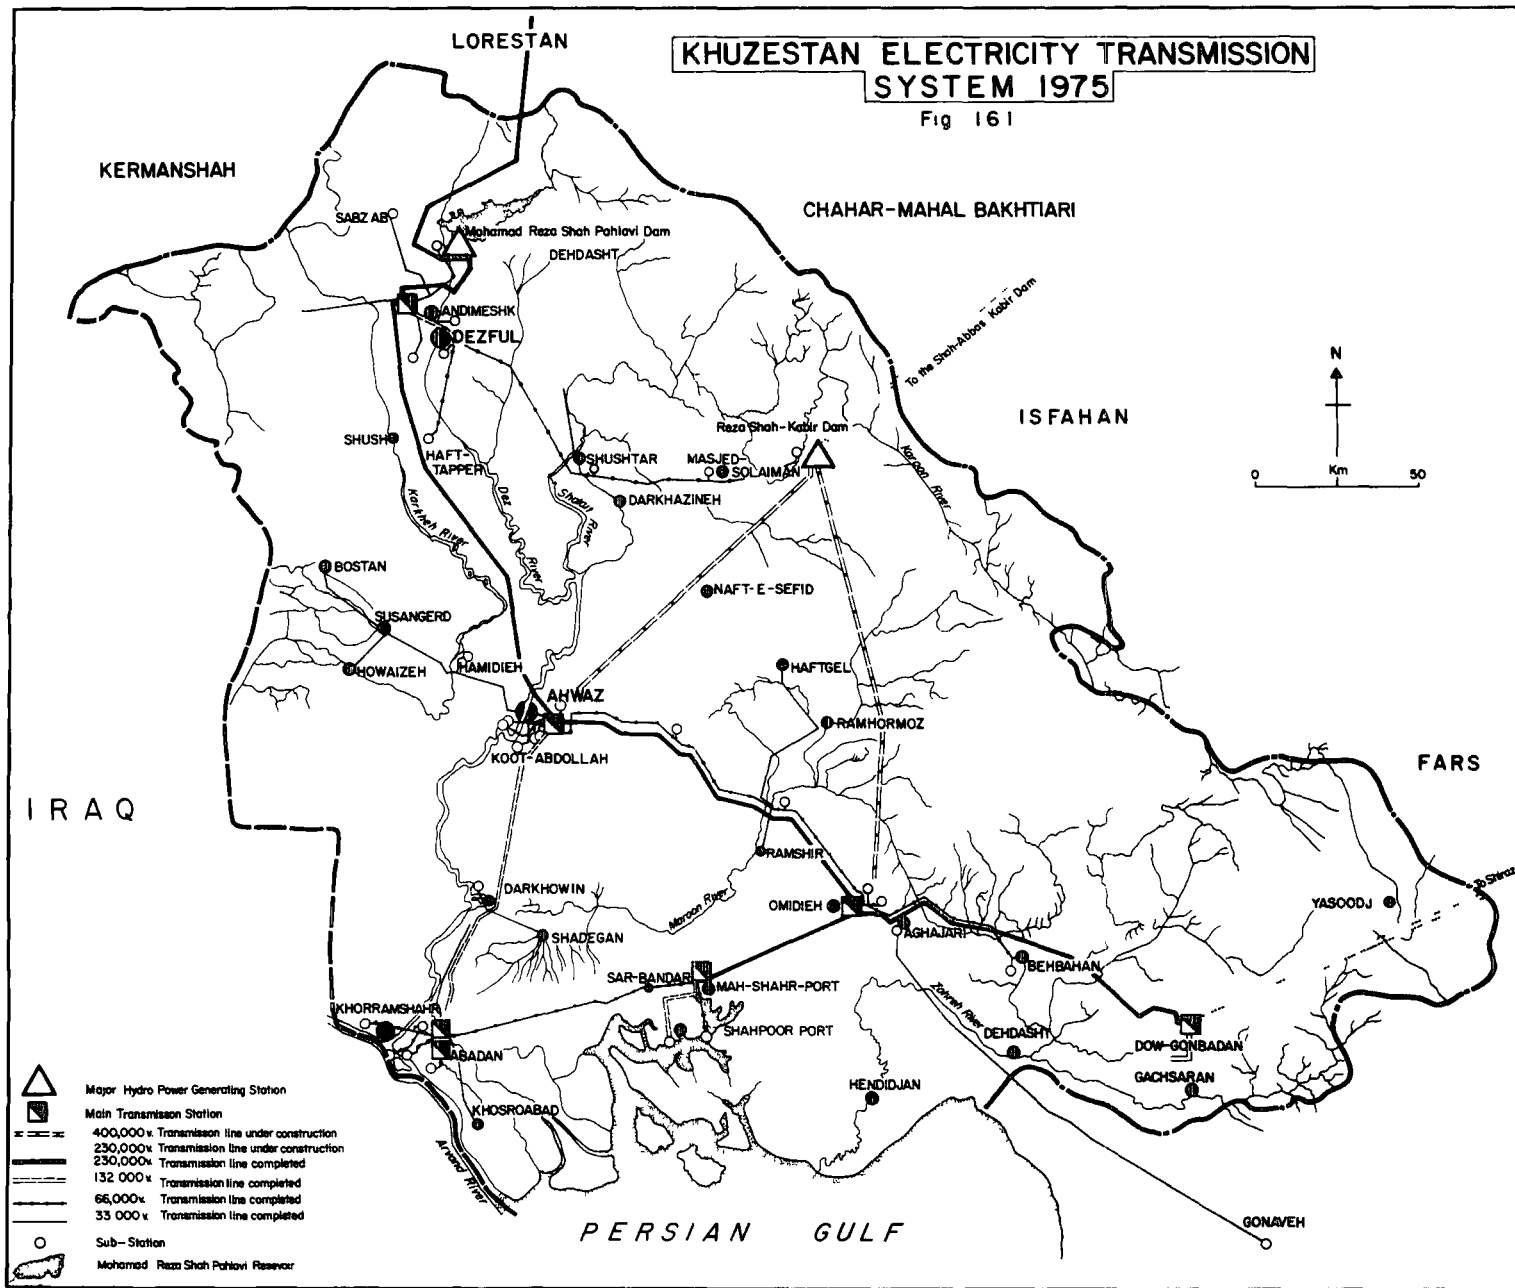 LORESTAN
KHUZESTAN ELECTRICITY TRANSMISSION
SYSTEM 1975
Fig 161
KERMANSHAH
CHAHAR-MAHAL BAKHTIARI
SABZ AB
Mohamad Reza Shah Pahlavi Dam
DEHDASHT
To the Shah-Abbas Kabir Dam
ANDIMESHK
DEZFUL
N
ISFAHAN
Reza Shah-Kabir Dam
SHUSH
HAFT-
TAPPER
SHUSHTAR
MASJED-
SOLAIMAN
Karoon River
Km
0 50
DARKHAZINEH
Karkheh River
Dez River
Shatait River
BOSTAN
NAFT-E-SEFID
SUSANGERD
HOWAIZEH
HAMIDIEH
HAFTGEL
AHWAZ
RAMHORMOZ
KOOT-ABDOLLAH
FARS
IRAQ
RAMSHIR
DARKHOWIN
Maroon River
OMIDIEH
To Shiraz
YASOODJ
SHADEGAN
AGHAJARI
BEHBAHAN
SAR-BANDAR
MAH-SHAHR-PORT
Zohreh River
KHORRAMSHAHR
SHAHPOOR PORT
DEHDASHT
DOW-GONBADAN
ABADAN
GACHSARAN
HENDIDJAN
KHOSROABAD
Arvand River
PERSIAN GULF
GONAVEH
Major Hydro Power Generating Station
Main Transmisson Station
400,000 v. Transmisson line under construction
230,000v. Transmission line under construction
230,000v. Transmission line completed
132 000 v. Transmission line completed
66,000v. Transmission line completed
33 000 v. Transmission line completed
Sub-Station
Mohamad Reza Shah Pahlavi Resevoir